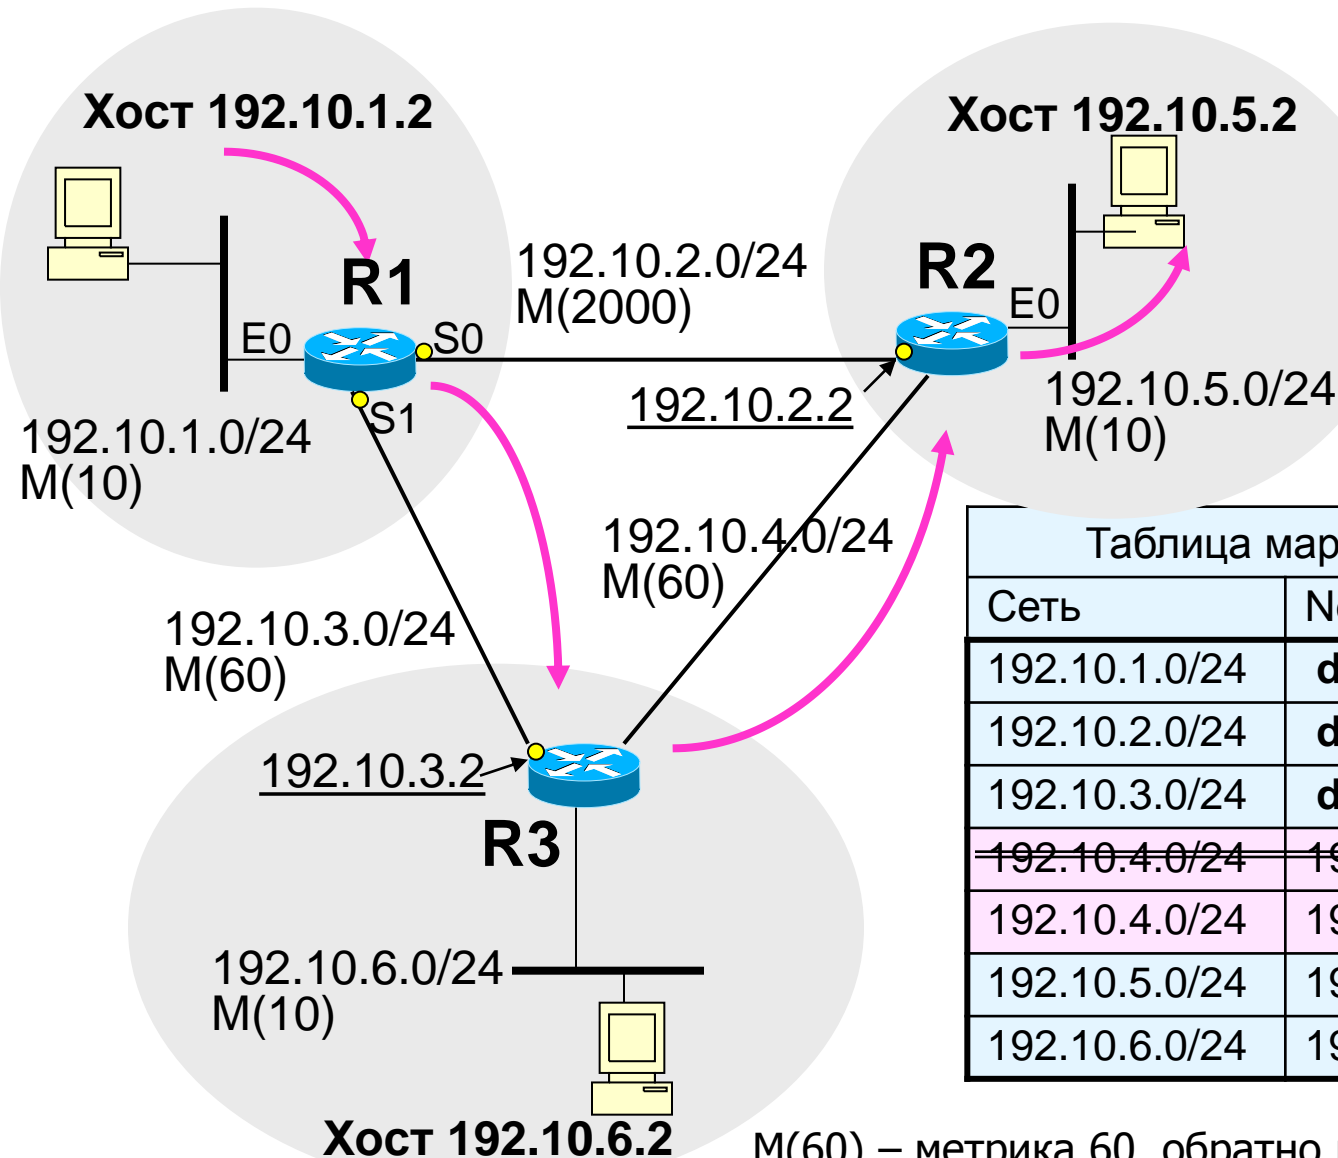 Хост 192.10.1.2
Хост 192.10.5.2
R1
192.10.2.0/24
M(2000)
R2
E0
S0
E0
S1
192.10.2.2
192.10.5.0/24
M(10)
192.10.1.0/24
M(10)
192.10.4.0/24
M(60)
192.10.3.0/24
M(60)
192.10.3.2
R3
192.10.6.0/24
M(10)
Хост 192.10.6.2
Таблица
Сеть
192.10.1.0/24
192.10.2.0/24
192.10.3.0/24
192.10.4.0/24
192.10.4.0/24
192.10.5.0/24
192.10.6.0/24
M(60) – метрика 60, обратно